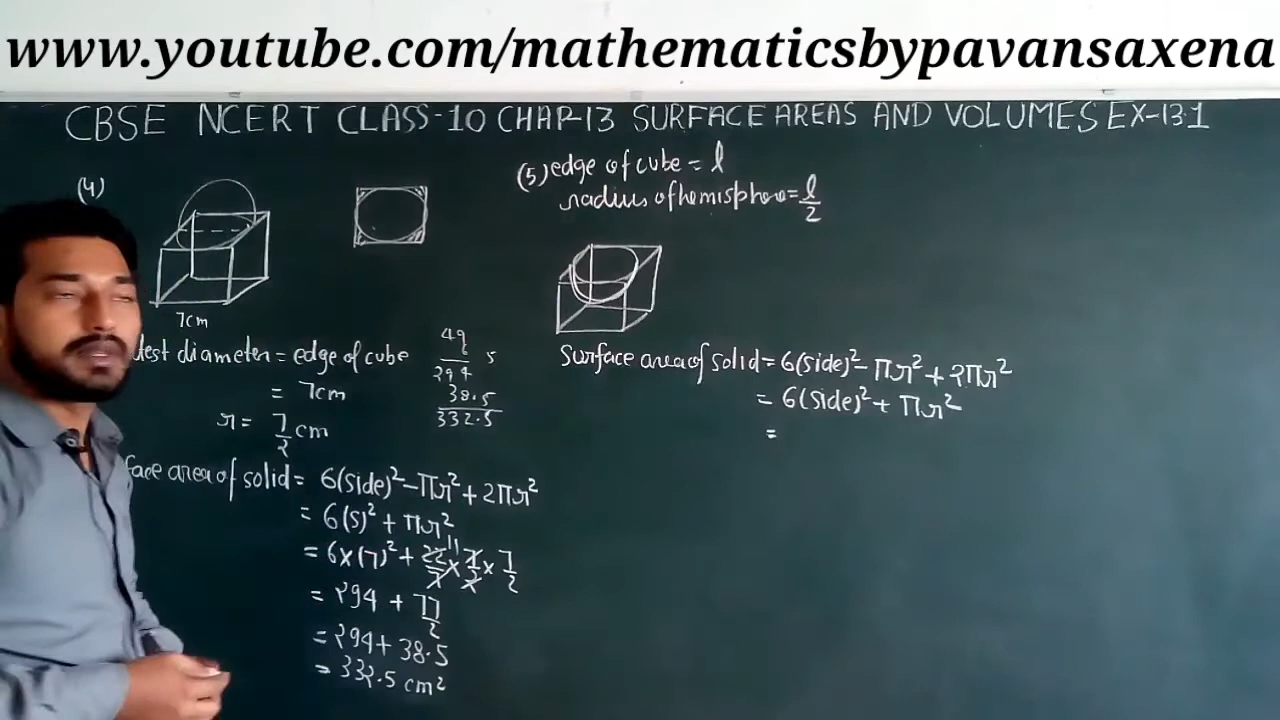 www.youtube.com/mathematicsbypavansaxena
CBSE NCERT CLASS-10 CHAP-13 SURFACE AREAS AND VOLUMES EX-13.1
(4)
7cm
diameter = edge of cube
= 7cm
r = 7/2 cm
49
6
294
38.5
332.5
5
area of solid = 6(side)² - πr² + 2πr²
= 6(s)² + πr²
= 6×(7)² + 22/7 × 7/2 × 7/2
11
= 294 + 77/2
= 294 + 38.5
= 332.5 cm²
(5) edge of cube = l
radius of hemisphere = l/2
Surface area of solid = 6(side)² - πr² + 2πr²
= 6(side)² + πr²
=